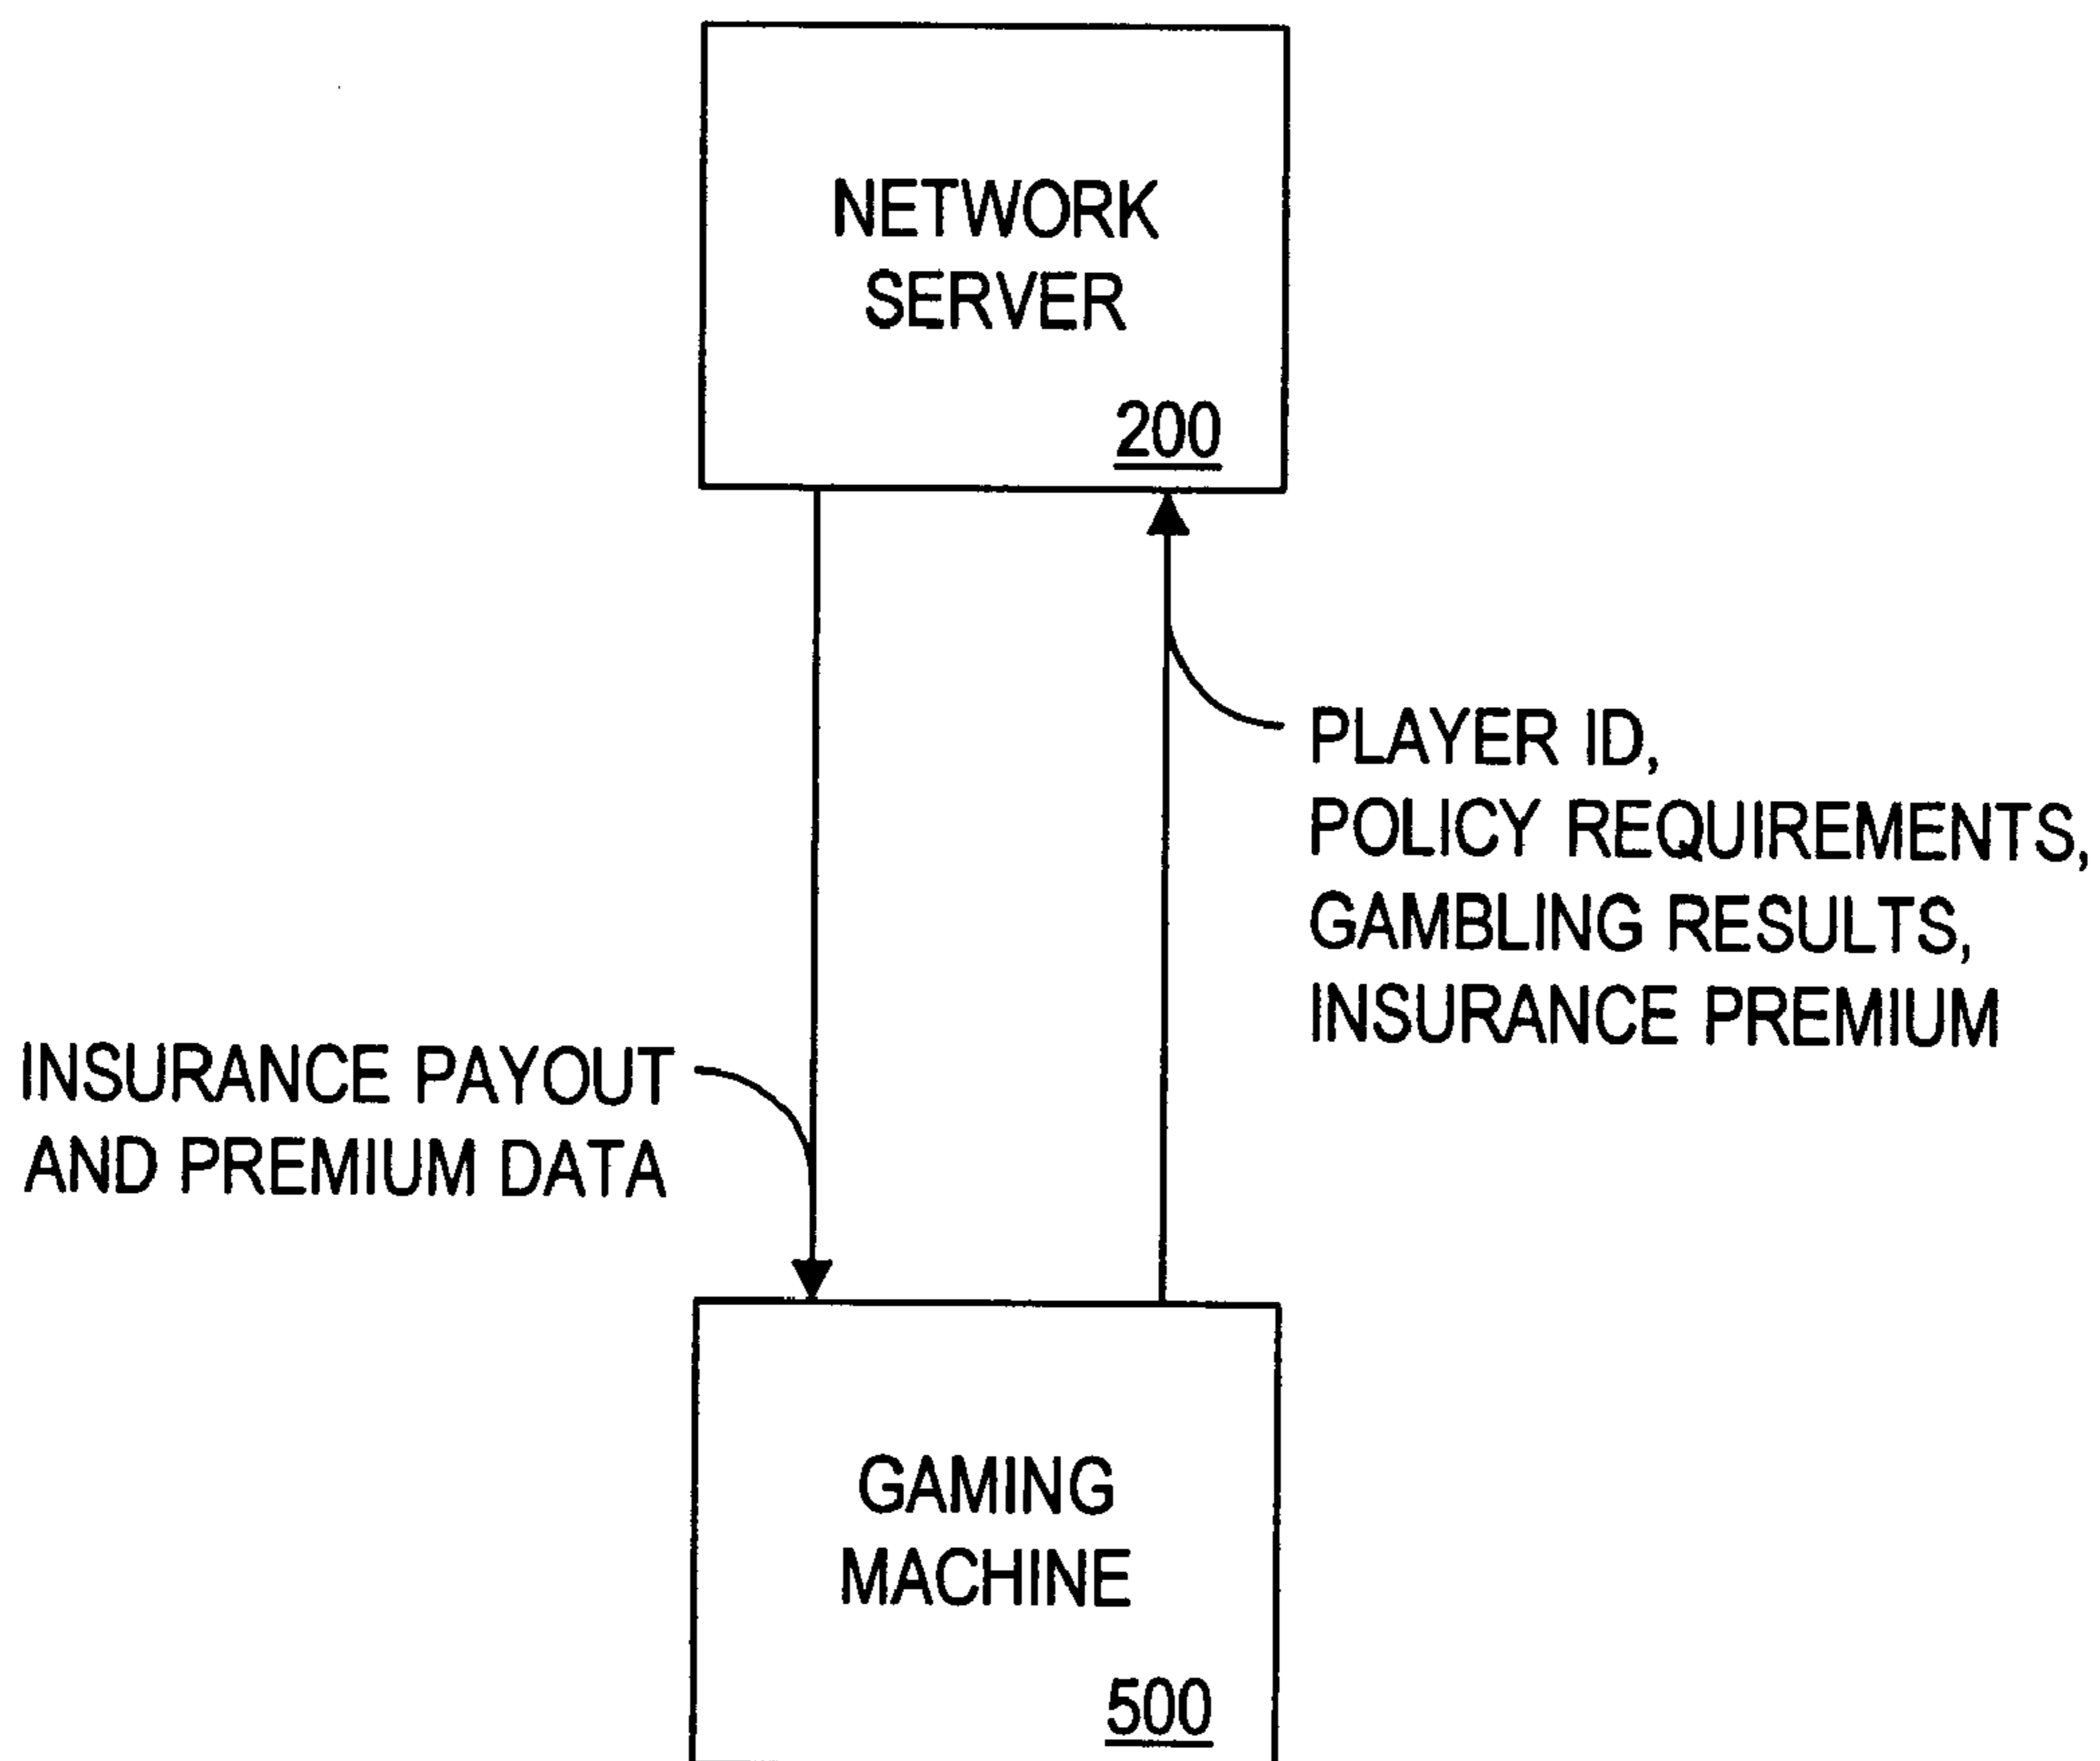 NETWORK
SERVER
200
PLAYER ID,
POLICY REQUIREMENTS,
GAMBLING RESULTS,
INSURANCE PREMIUM
INSURANCE PAYOUT
AND PREMIUM DATA
GAMING
MACHINE
500